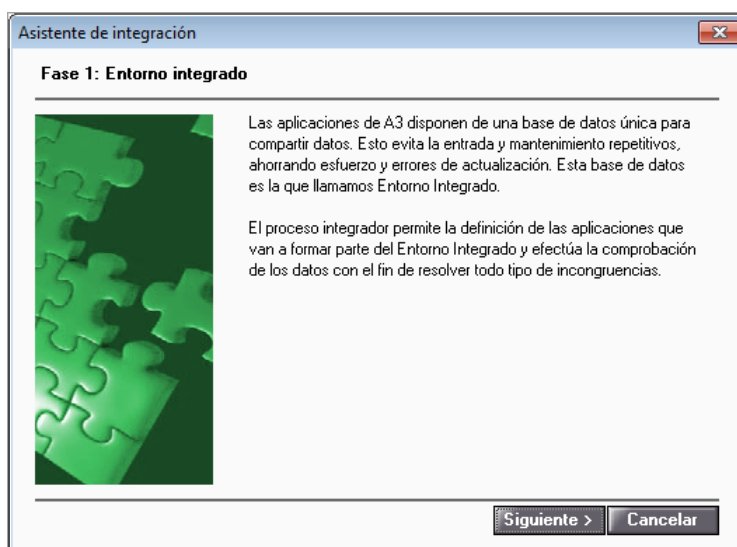 Asistente de integración
Fase 1: Entorno integrado
Las aplicaciones de A3 disponen de una base de datos única para
compartir datos. Esto evita la entrada y mantenimiento repetitivos,
ahorrando esfuerzo y errores de actualización. Esta base de datos
es la que llamamos Entorno Integrado.
El proceso integrador permite la definición de las aplicaciones que
van a formar parte del Entorno Integrado y efectúa la comprobación
de los datos con el fin de resolver todo tipo de incongruencias.
Siguiente > Cancelar